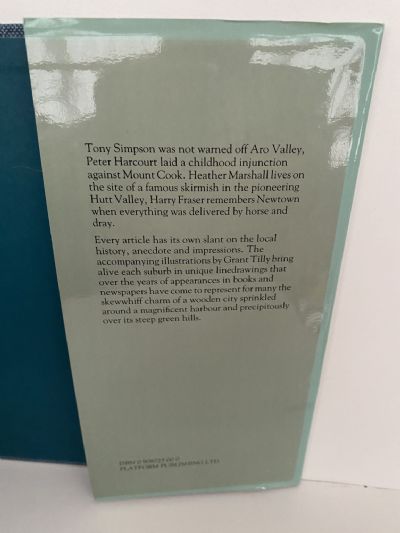 Tony Simpson was not warned off Aro Valley,
Peter Harcourt laid a childhood injunction
against Mount Cook. Heather Marshall lives on
the site of a famous skirmish in the pioneering
Hutt Valley, Harry Fraser remembers Newtown
when everything was delivered by horse and
dray.
Every article has its own slant on the local
history, anecdote and impressions. The
accompanying illustrations by Grant Tilly bring
alive each suburb in unique linedrawings that
over the years of appearances in books and
newspapers have come to represent for many the
skewwhiff charm of a wooden city sprinkled
around a magnificent harbour and precipitously
over its steep green hills.
ISBN 0
PLATFORM PUBLISHING LTD